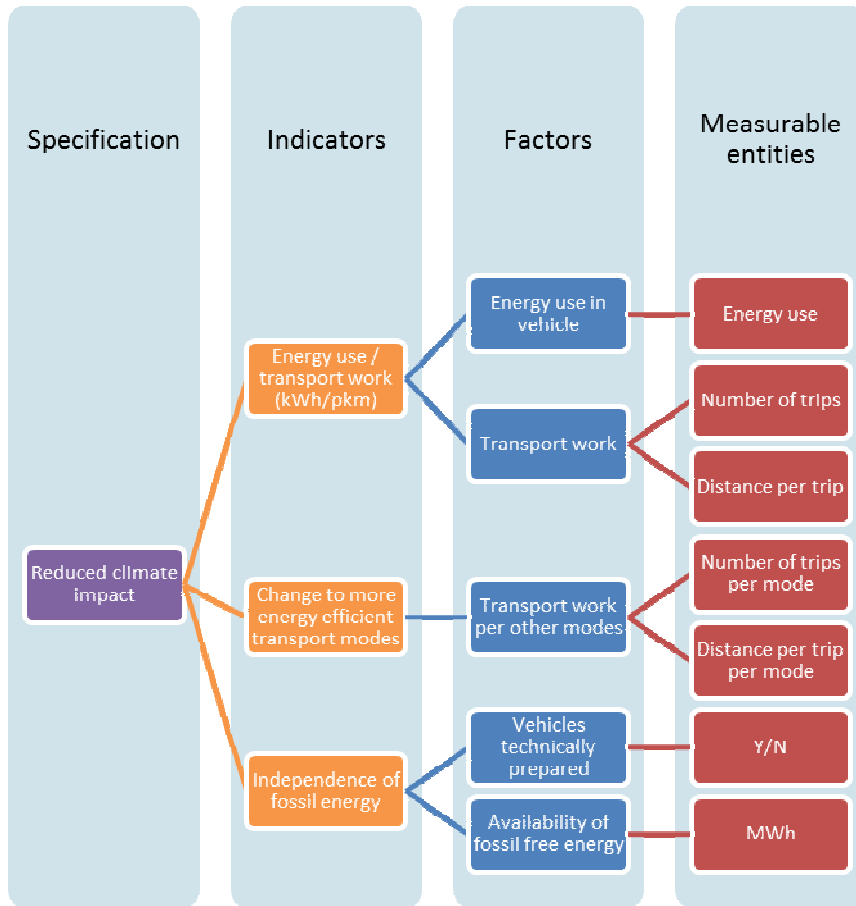 Specification
Indicators
Factors
Measurable
entities
Energy use in
vehicle
Energy use
Energy use /
transport work
(kWh/pkm)
Number of trips
Transport work
Distance per trip
Reduced climate
impact
Change to more
energy efficient
transport modes
Transport work
per other modes
Number of trips
per mode
Distance per trip
per mode
Vehicles
technically
prepared
Y/N
Independence of
fossil energy
Availability of
fossil free energy
MWh